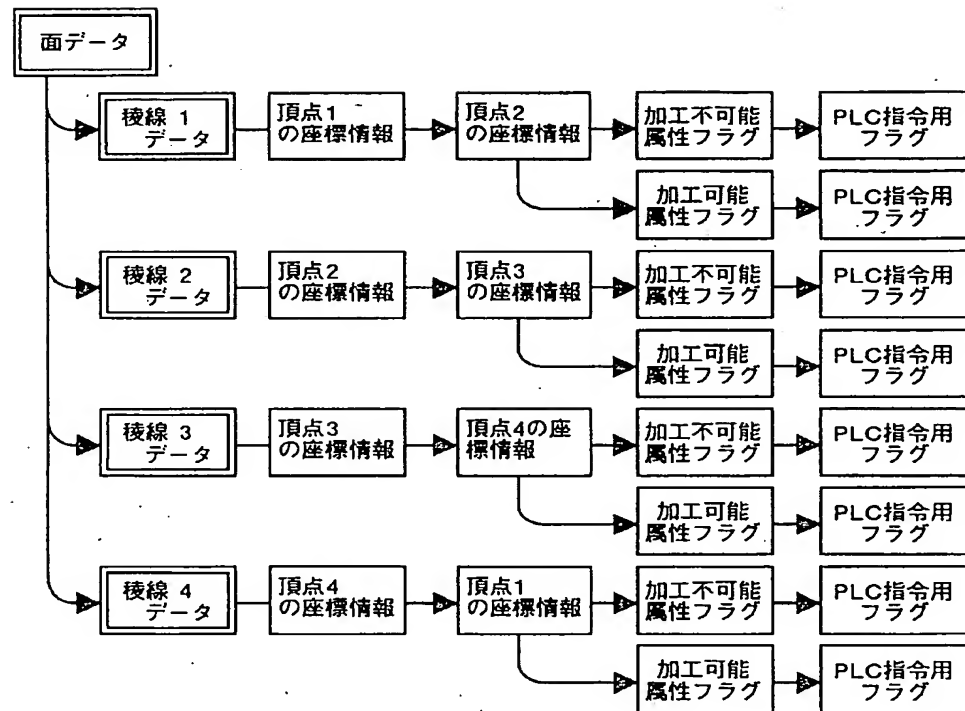 面データ
稜線 1
データ
頂点1
の座標情報
頂点2
の座標情報
加工不可能
属性フラグ
PLC指令用
フラグ
加工可能
属性フラグ
PLC指令用
フラグ
稜線 2
データ
頂点2
の座標情報
頂点3
の座標情報
加工不可能
属性フラグ
PLC指令用
フラグ
加工可能
属性フラグ
PLC指令用
フラグ
稜線 3
データ
頂点3
の座標情報
頂点4の座
標情報
加工不可能
属性フラグ
PLC指令用
フラグ
加工可能
属性フラグ
PLC指令用
フラグ
稜線 4
データ
頂点4
の座標情報
頂点1
の座標情報
加工不可能
属性フラグ
PLC指令用
フラグ
加工可能
属性フラグ
PLC指令用
フラグ